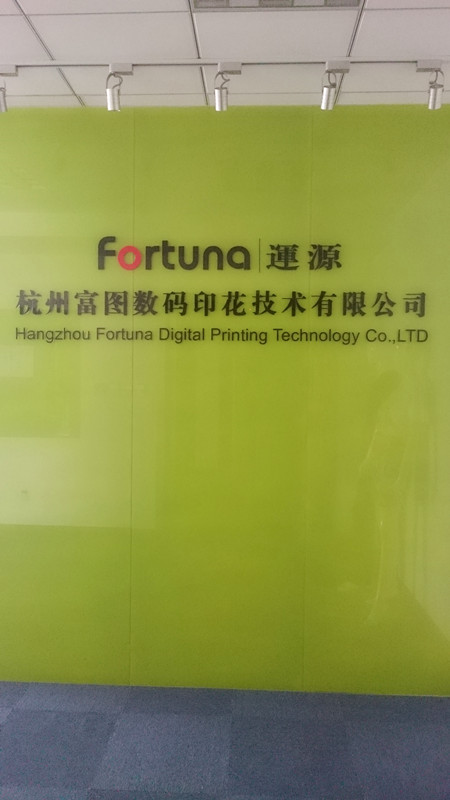 Fortuna|運源
杭州富图数码印花技术有限公司
Hangzhou Fortuna Digital Printing Technology Co.,LTD